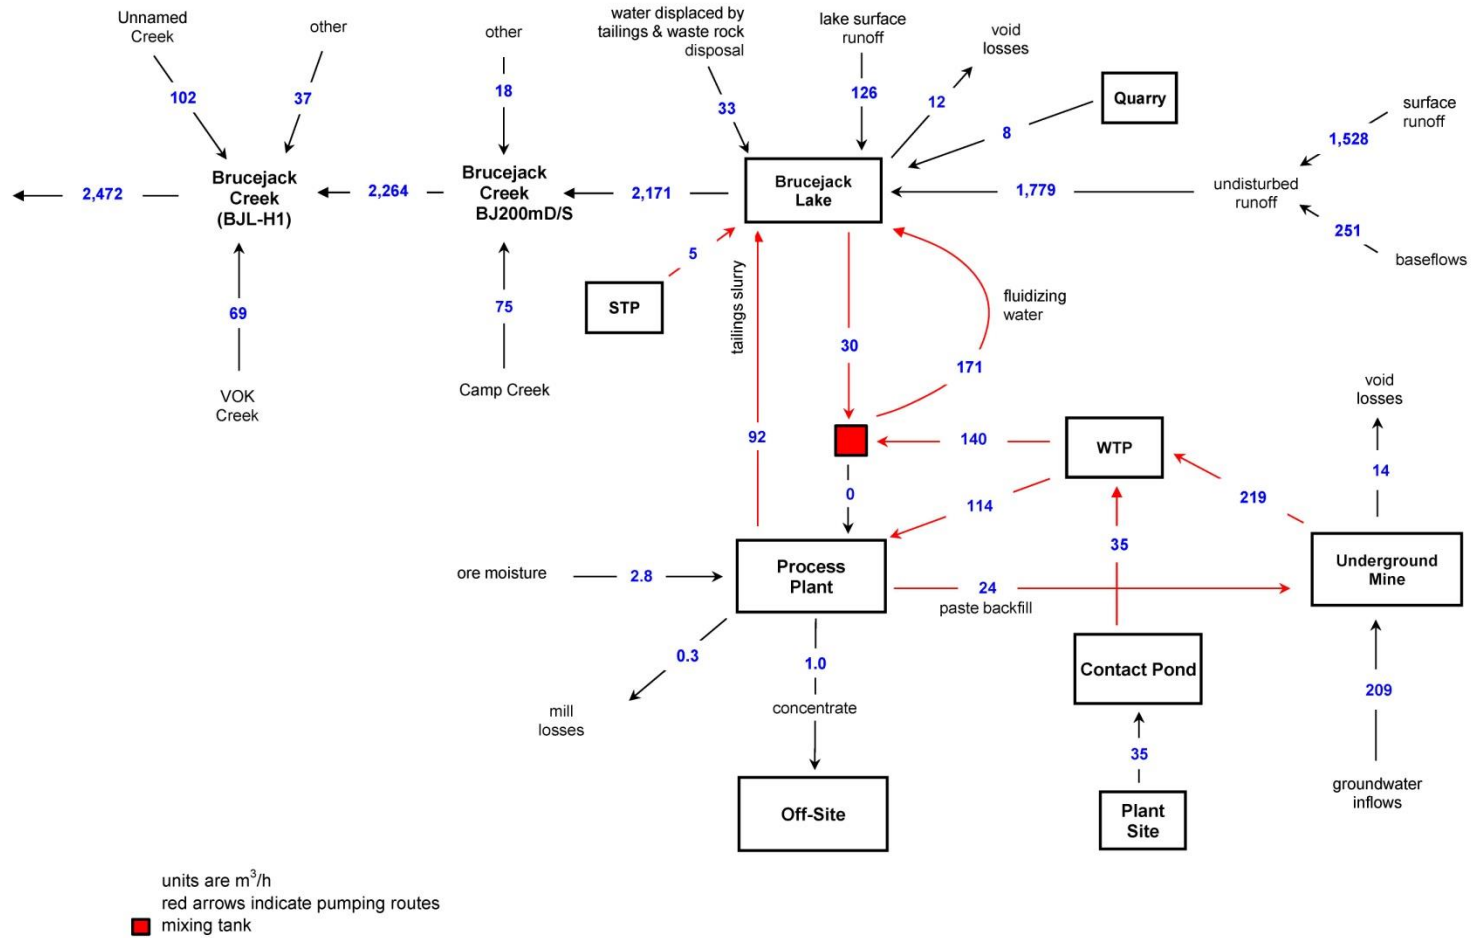 Unnamed
Creek
other
other
water displaced by
tailings & waste rock
disposal
lake surface
runoff
void
losses
Quarry
surface
runoff
102
37
18
33
126
12
8
1,528
2,472
Brucejack
Creek
(BJL-H1)
2,264
Brucejack
Creek
BJ200mD/S
2,171
Brucejack
Lake
1,779
undisturbed
runoff
251
baseflows
5
STP
69
75
tailings slurry
30
fluidizing
water
171
VOK
Creek
Camp Creek
void
losses
92
140
WTP
14
0
114
219
35
ore moisture
2.8
Process
Plant
24
paste backfill
Underground
Mine
0.3
1.0
Contact Pond
209
mill
losses
concentrate
35
Off-Site
Plant
Site
groundwater
inflows
units are m³/h
red arrows indicate pumping routes
mixing tank